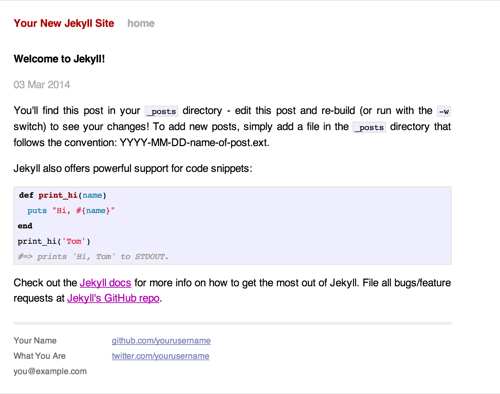 Your New Jekyll Site home
Welcome to Jekyll!
03 Mar 2014
You'll find this post in your _posts directory - edit this post and re-build (or run with the -w
switch) to see your changes! To add new posts, simply add a file in the _posts directory that
follows the convention: YYYY-MM-DD-name-of-post.ext.
Jekyll also offers powerful support for code snippets:
def print_hi(name)
  puts "Hi, #{name}"
end
print_hi('Tom')
#=> prints 'Hi, Tom' to STDOUT.
Check out the Jekyll docs for more info on how to get the most out of Jekyll. File all bugs/feature
requests at Jekyll's GitHub repo.
Your Name github.com/yourusername
What You Are twitter.com/yourusername
you@example.com